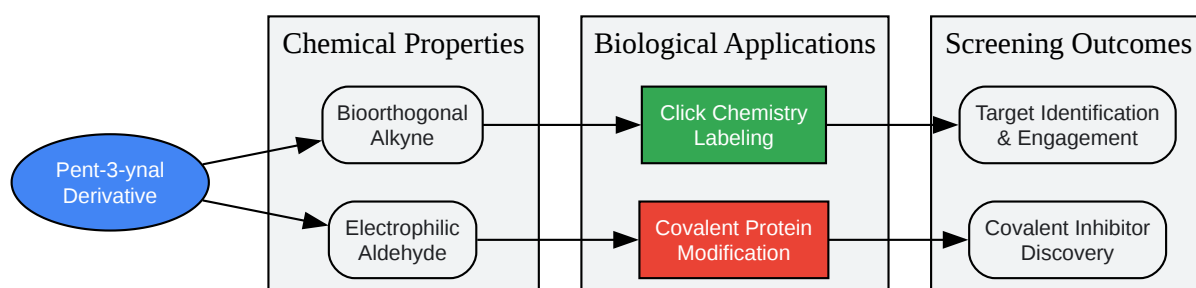 Chemical Properties
Biological Applications
Screening Outcomes
Pent-3-ynal
Derivative
Bioorthogonal
Alkyne
Click Chemistry
Labeling
Target Identification
& Engagement
Electrophilic
Aldehyde
Covalent Protein
Modification
Covalent Inhibitor
Discovery